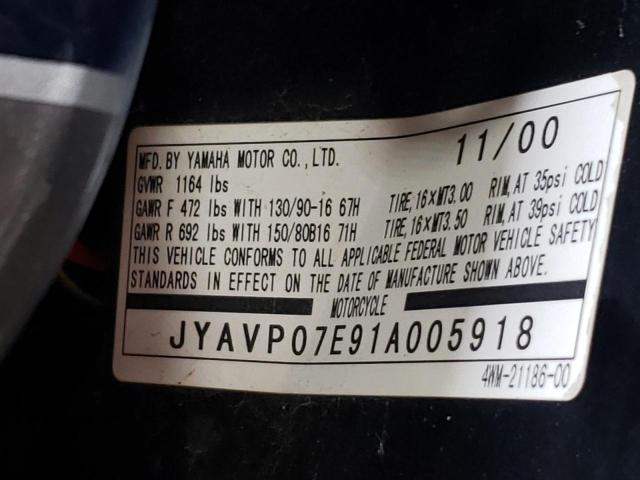 MFD. BY YAMAHA MOTOR CO., LTD. 11/00
GVWR 1164 lbs
GAWR F 472 lbs WITH 130/90-16 67H TIRE, 16×MT3.00 RIM, AT 35psi COLD
GAWR R 692 lbs WITH 150/80B16 71H TIRE, 16×MT3.50 RIM, AT 39psi COLD
THIS VEHICLE CONFORMS TO ALL APPLICABLE FEDERAL MOTOR VEHICLE SAFETY
STANDARDS IN EFFECT ON THE DATE OF MANUFACTURE SHOWN ABOVE.
MOTORCYCLE
JYAVP07E91A005918
4WM-21186-00